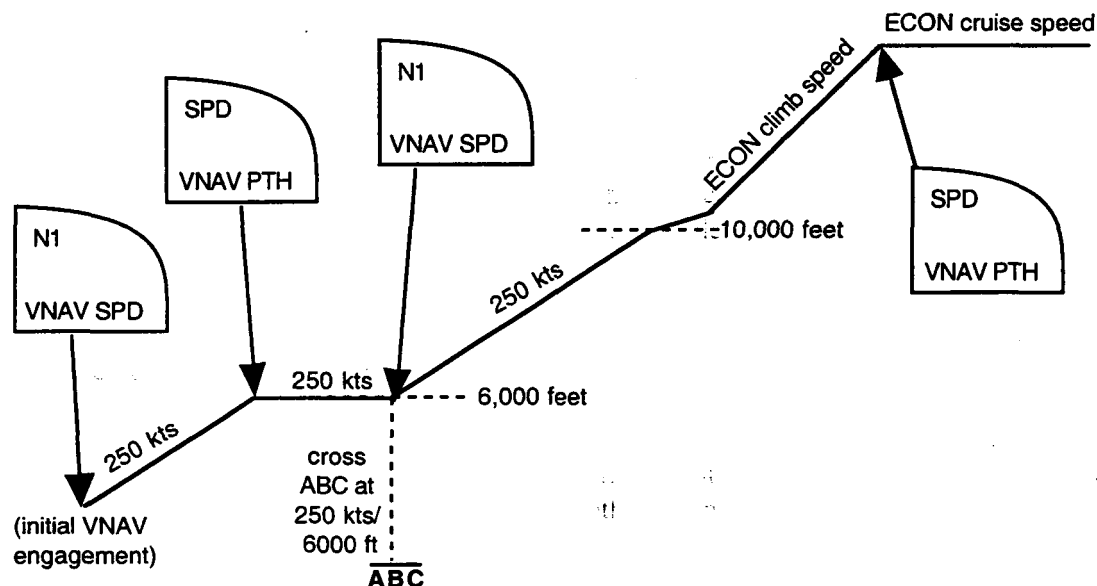 ECON cruise speed
N1
VNAV SPD
SPD
VNAV PTH
ECON climb speed
SPD
VNAV PTH
N1
VNAV SPD
10,000 feet
250 kts
250 kts
6,000 feet
250 kts
cross
ABC at
250 kts/
6000 ft
ABC
(initial VNAV
engagement)